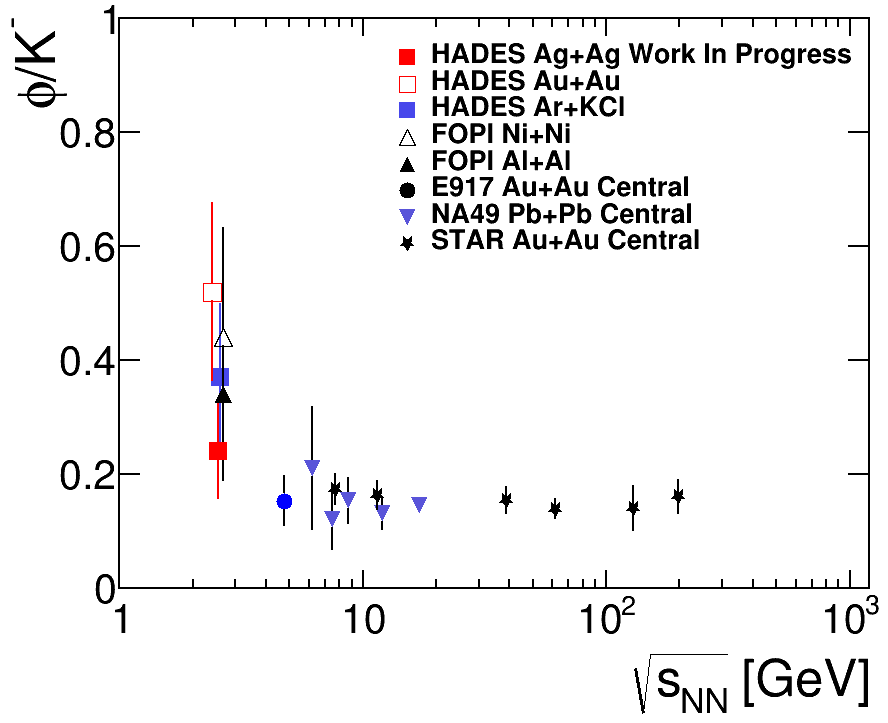 φ/K⁻
1
0.8
0.6
0.4
0.2
0
HADES Ag+Ag Work In Progress
HADES Au+Au
HADES Ar+KCl
FOPI Ni+Ni
FOPI Al+Al
E917 Au+Au Central
NA49 Pb+Pb Central
STAR Au+Au Central
1 10 10² 10³
√sNN [GeV]